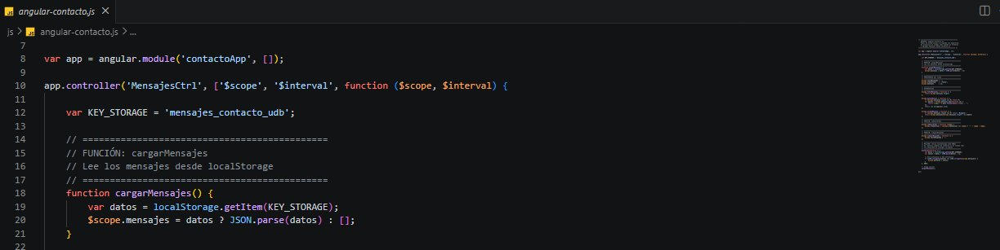 JS angular-contacto.js ×
js > JS angular-contacto.js > ...
7
8 var app = angular.module('contactoApp', []);
9
10 app.controller('MensajesCtrl', ['$scope', '$interval', function ($scope, $interval) {
11
12 var KEY_STORAGE = 'mensajes_contacto_udb';
13
14 // ============================================
15 // FUNCIÓN: cargarMensajes
16 // Lee los mensajes desde localStorage
17 // ============================================
18 function cargarMensajes() {
19 var datos = localStorage.getItem(KEY_STORAGE);
20 $scope.mensajes = datos ? JSON.parse(datos) : [];
21 }
22